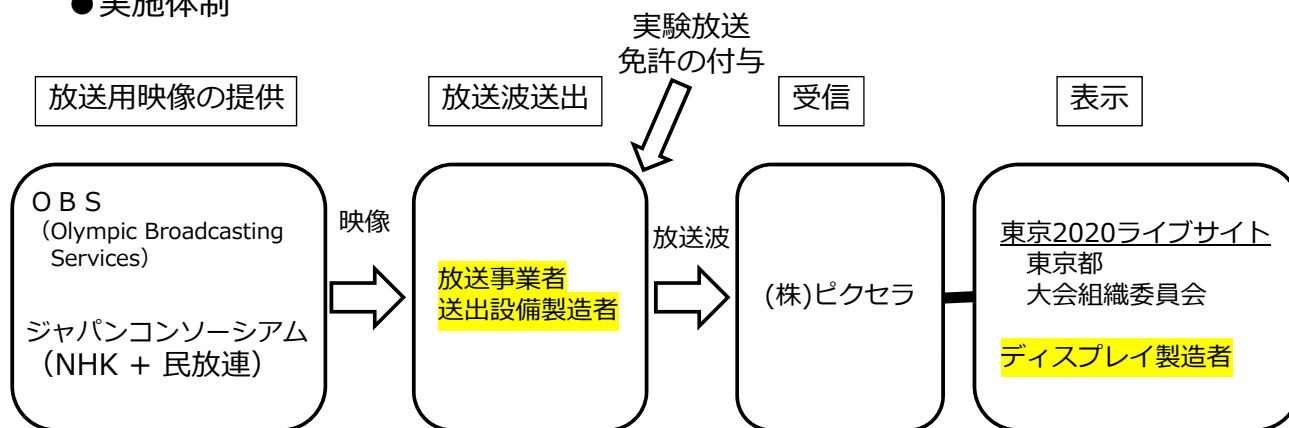 ●実施体制
実験放送
免許の付与
放送用映像の提供
放送波送出
受信
表示
ＯＢＳ
（Olympic Broadcasting
Services）
ジャパンコンソーシアム
（NHK + 民放連）
映像
放送事業者
送出設備製造者
放送波
(株)ピクセラ
東京2020ライブサイト
東京都
大会組織委員会
ディスプレイ製造者